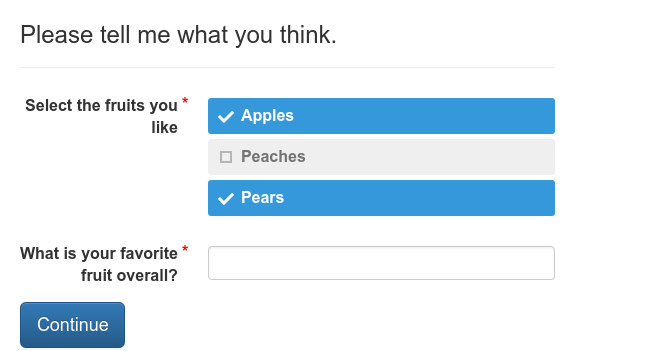 Please tell me what you think.
Select the fruits you *
like
Apples
Peaches
Pears
What is your favorite *
fruit overall?
Continue